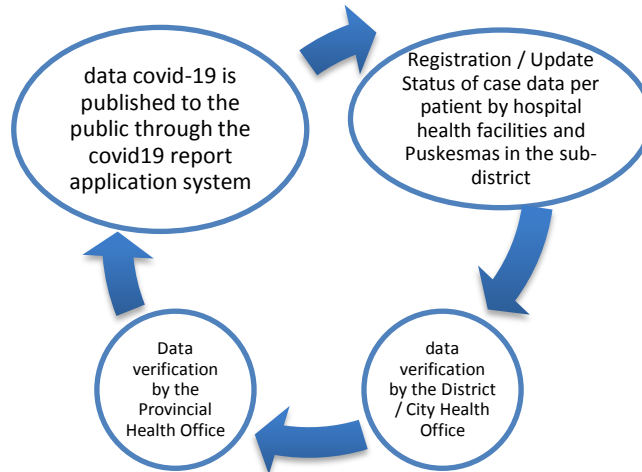 data covid-19 is
published to the
public through the
covid19 report
application system
Registration / Update
Status of case data per
patient by hospital
health facilities and
Puskesmas in the sub-
district
data
verification
by the District
/ City Health
Office
Data
verification
by the
Provincial
Health Office